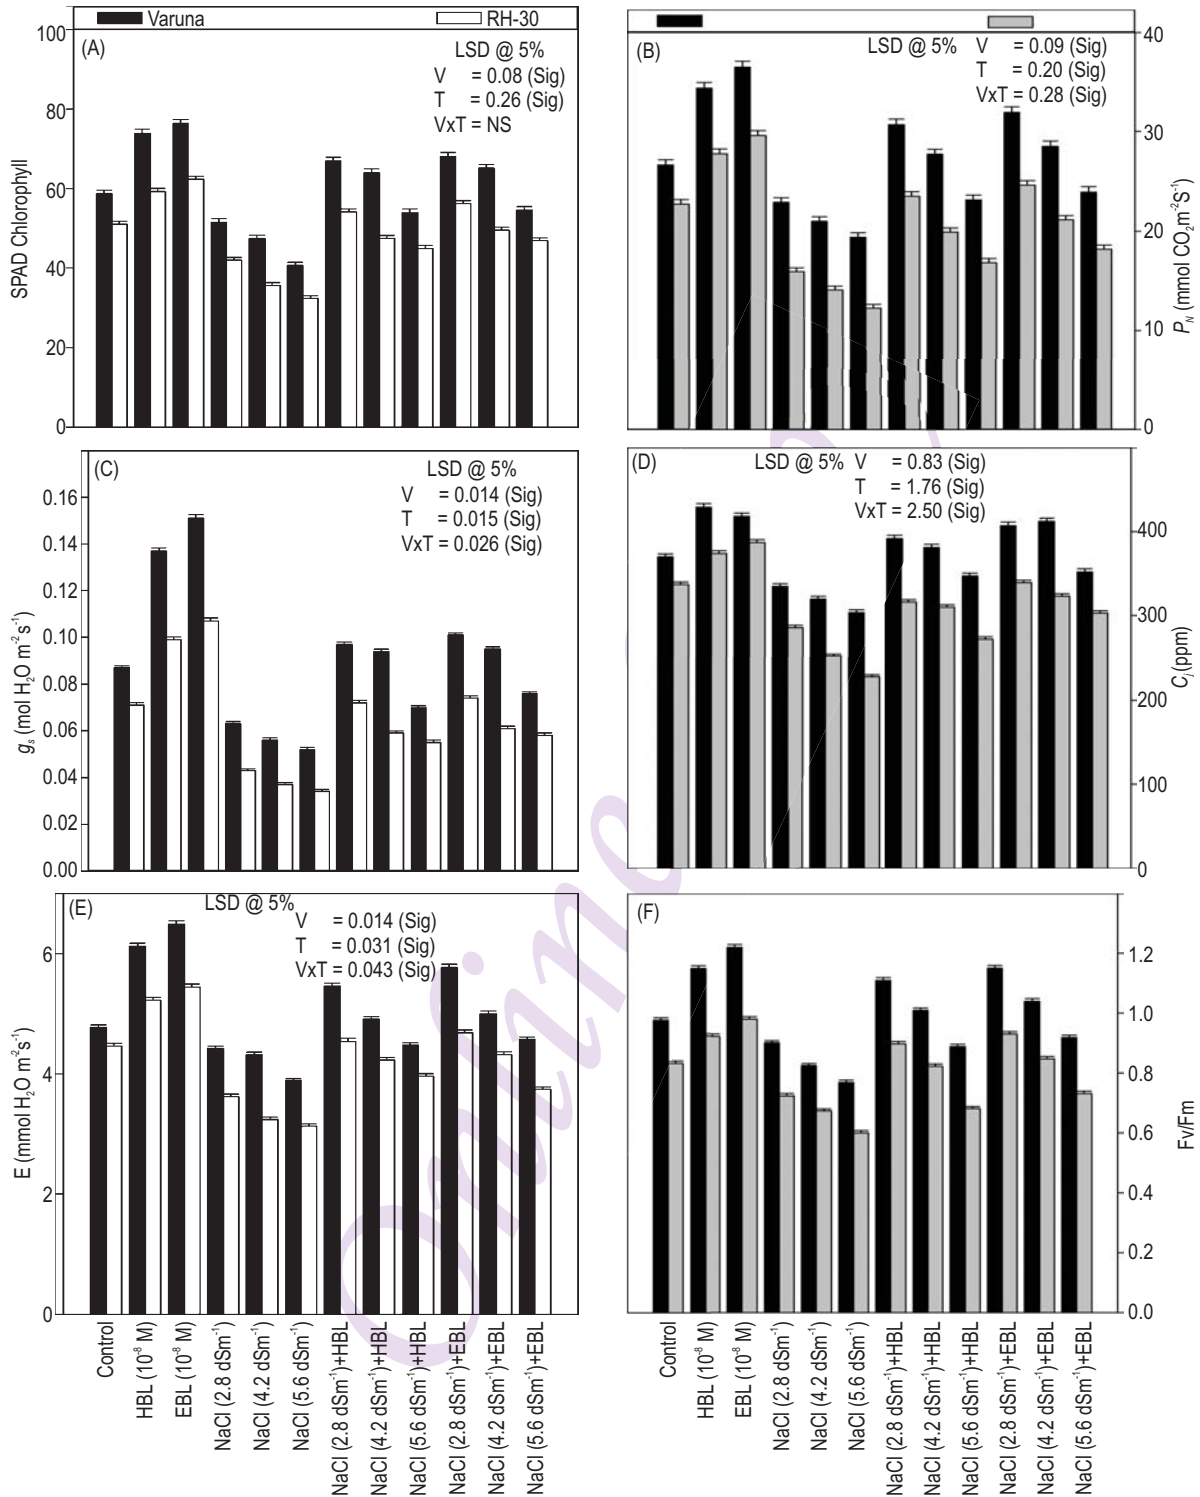 Varuna RH-30
(A)
LSD @ 5%
V = 0.08 (Sig)
T = 0.26 (Sig)
VxT = NS
100
80
60
40
20
0
SPAD Chlorophyll
(B)
LSD @ 5% V = 0.09 (Sig)
T = 0.20 (Sig)
VxT = 0.28 (Sig)
40
30
20
10
0
P_N (mmol CO₂m⁻²S⁻¹)
(C)
LSD @ 5%
V = 0.014 (Sig)
T = 0.015 (Sig)
VxT = 0.026 (Sig)
0.16
0.14
0.12
0.10
0.08
0.06
0.04
0.02
0.00
g_s (mol H₂O m⁻²s⁻¹)
(D)
LSD @ 5% V = 0.83 (Sig)
T = 1.76 (Sig)
VxT = 2.50 (Sig)
400
300
200
100
0
C_i(ppm)
(E)
LSD @ 5%
V = 0.014 (Sig)
T = 0.031 (Sig)
VxT = 0.043 (Sig)
6
4
2
0
E (mmol H₂O m⁻²s⁻¹)
(F)
1.2
1.0
0.8
0.6
0.4
0.2
0.0
Fv/Fm
Control
HBL (10⁻⁸ M)
EBL (10⁻⁸ M)
NaCl (2.8 dSm⁻¹)
NaCl (4.2 dSm⁻¹)
NaCl (5.6 dSm⁻¹)
NaCl (2.8 dSm⁻¹)+HBL
NaCl (4.2 dSm⁻¹)+HBL
NaCl (5.6 dSm⁻¹)+HBL
NaCl (2.8 dSm⁻¹)+EBL
NaCl (4.2 dSm⁻¹)+EBL
NaCl (5.6 dSm⁻¹)+EBL
Control
HBL (10⁻⁸ M)
EBL (10⁻⁸ M)
NaCl (2.8 dSm⁻¹)
NaCl (4.2 dSm⁻¹)
NaCl (5.6 dSm⁻¹)
NaCl (2.8 dSm⁻¹)+HBL
NaCl (4.2 dSm⁻¹)+HBL
NaCl (5.6 dSm⁻¹)+HBL
NaCl (2.8 dSm⁻¹)+EBL
NaCl (4.2 dSm⁻¹)+EBL
NaCl (5.6 dSm⁻¹)+EBL